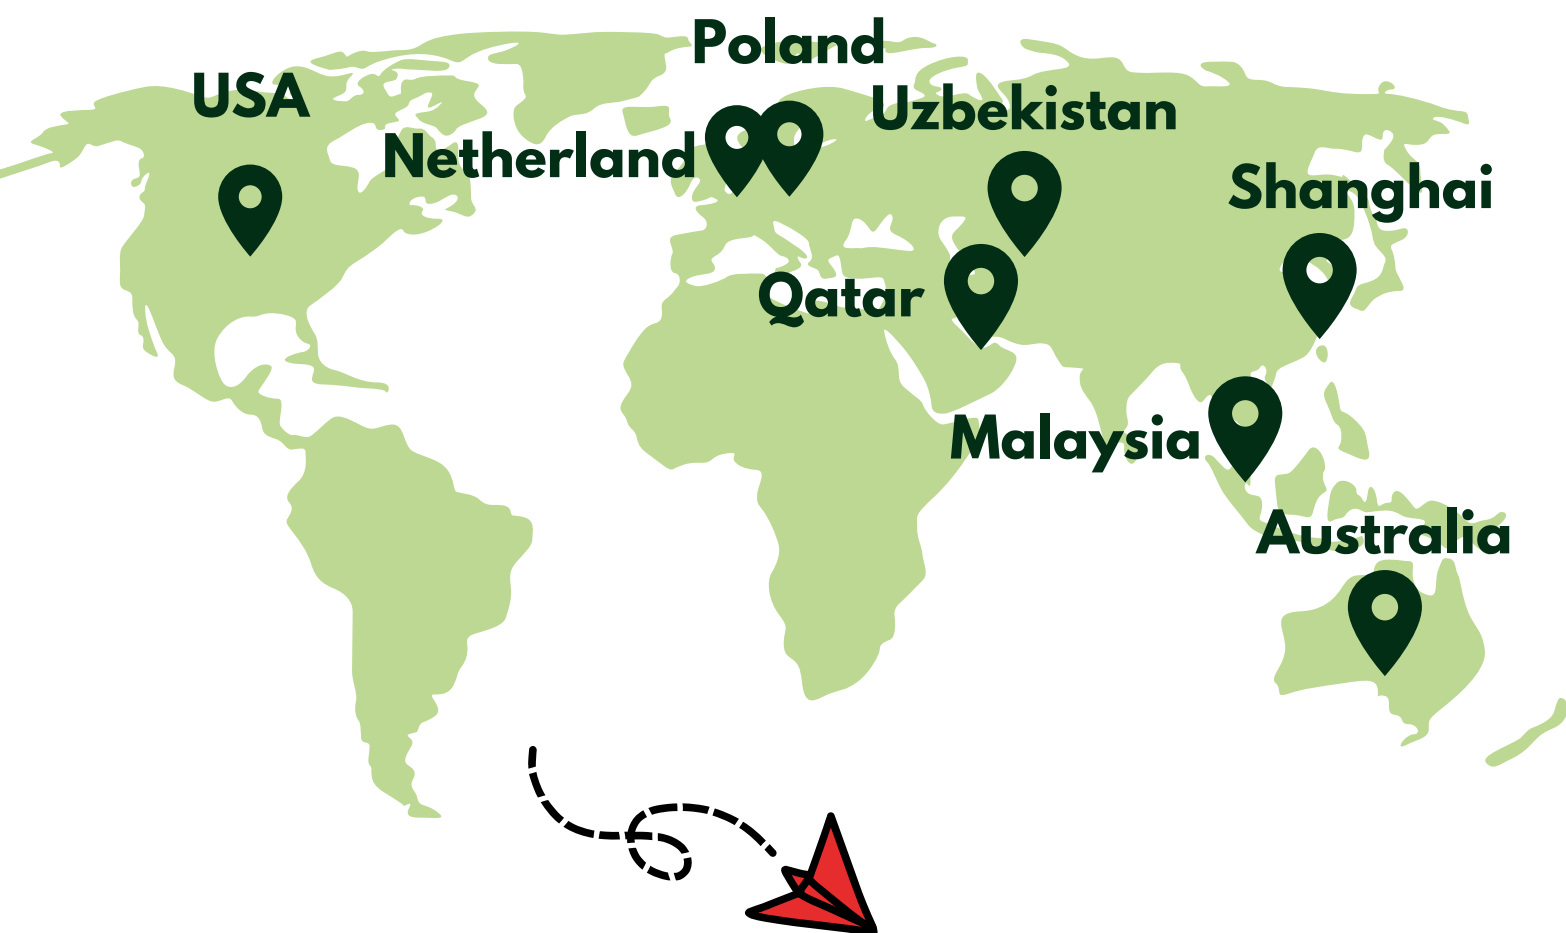 Poland
USA
Uzbekistan
Netherland
Shanghai
Qatar
Malaysia
Australia